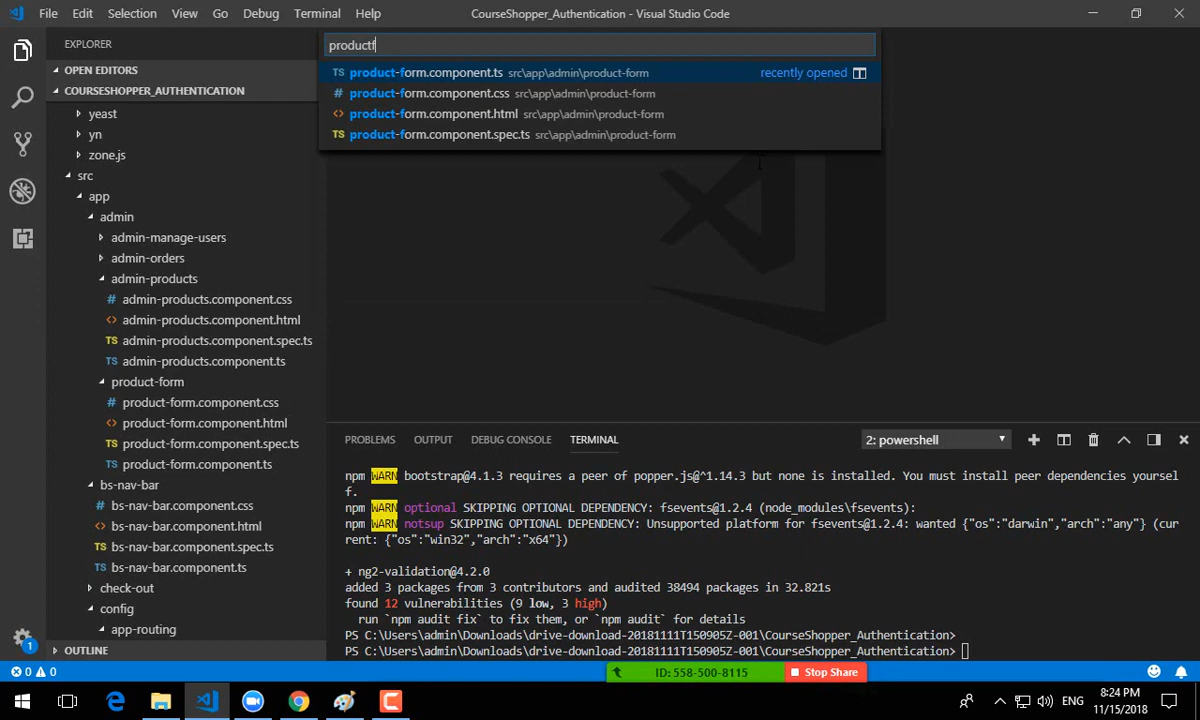 File Edit Selection View Go Debug Terminal Help CourseShopper_Authentication - Visual Studio Code
EXPLORER
OPEN EDITORS
COURSESHOPPER_AUTHENTICATION
yeast
yn
zone.js
src
app
admin
admin-manage-users
admin-orders
admin-products
# admin-products.component.css
<> admin-products.component.html
TS admin-products.component.spec.ts
TS admin-products.component.ts
product-form
# product-form.component.css
<> product-form.component.html
TS product-form.component.spec.ts
TS product-form.component.ts
bs-nav-bar
# bs-nav-bar.component.css
<> bs-nav-bar.component.html
TS bs-nav-bar.component.spec.ts
TS bs-nav-bar.component.ts
check-out
config
app-routing
OUTLINE
productf
TS product-form.component.ts src\app\admin\product-form recently opened
# product-form.component.css src\app\admin\product-form
<> product-form.component.html src\app\admin\product-form
TS product-form.component.spec.ts src\app\admin\product-form
PROBLEMS OUTPUT DEBUG CONSOLE TERMINAL 2: powershell
npm WARN bootstrap@4.1.3 requires a peer of popper.js@^1.14.3 but none is installed. You must install peer dependencies yoursel
f.
npm WARN optional SKIPPING OPTIONAL DEPENDENCY: fsevents@1.2.4 (node_modules\fsevents):
npm WARN notsup SKIPPING OPTIONAL DEPENDENCY: Unsupported platform for fsevents@1.2.4: wanted {"os":"darwin","arch":"any"} (cur
rent: {"os":"win32","arch":"x64"})
+ ng2-validation@4.2.0
added 3 packages from 3 contributors and audited 38494 packages in 32.821s
found 12 vulnerabilities (9 low, 3 high)
run `npm audit fix` to fix them, or `npm audit` for details
PS C:\Users\admin\Downloads\drive-download-20181111T150905Z-001\CourseShopper_Authentication>
PS C:\Users\admin\Downloads\drive-download-20181111T150905Z-001\CourseShopper_Authentication>
1
0 0
ID: 558-500-8115 Stop Share
ENG
8:24 PM
11/15/2018